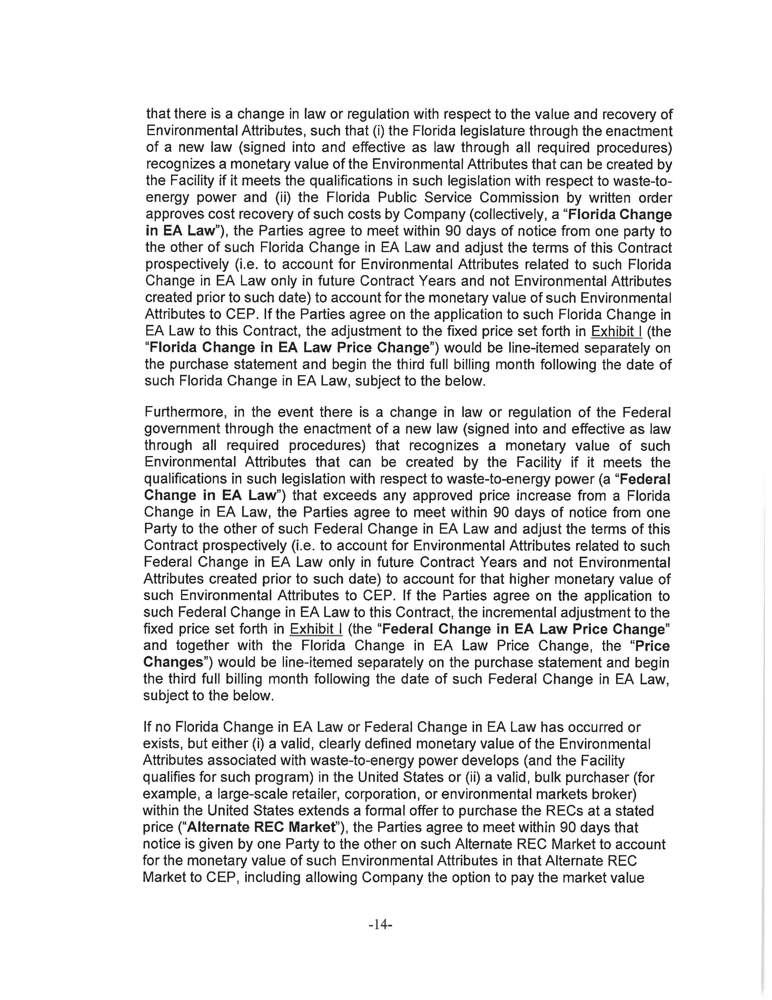 that there is a change in law or regulation with respect to the value and recovery of
Environmental Attributes, such that (i) the Florida legislature through the enactment
of a new law (signed into and effective as law through all required procedures)
recognizes a monetary value of the Environmental Attributes that can be created by
the Facility if it meets the qualifications in such legislation with respect to waste-to-
energy power and (ii) the Florida Public Service Commission by written order
approves cost recovery of such costs by Company (collectively, a “Florida Change
in EA Law”), the Parties agree to meet within 90 days of notice from one party to
the other of such Florida Change in EA Law and adjust the terms of this Contract
prospectively (i.e. to account for Environmental Attributes related to such Florida
Change in EA Law only in future Contract Years and not Environmental Attributes
created prior to such date) to account for the monetary value of such Environmental
Attributes to CEP. If the Parties agree on the application to such Florida Change in
EA Law to this Contract, the adjustment to the fixed price set forth in Exhibit I (the
“Florida Change in EA Law Price Change”) would be line-itemed separately on
the purchase statement and begin the third full billing month following the date of
such Florida Change in EA Law, subject to the below.
Furthermore, in the event there is a change in law or regulation of the Federal
government through the enactment of a new law (signed into and effective as law
through all required procedures) that recognizes a monetary value of such
Environmental Attributes that can be created by the Facility if it meets the
qualifications in such legislation with respect to waste-to-energy power (a “Federal
Change in EA Law”) that exceeds any approved price increase from a Florida
Change in EA Law, the Parties agree to meet within 90 days of notice from one
Party to the other of such Federal Change in EA Law and adjust the terms of this
Contract prospectively (i.e. to account for Environmental Attributes related to such
Federal Change in EA Law only in future Contract Years and not Environmental
Attributes created prior to such date) to account for that higher monetary value of
such Environmental Attributes to CEP. If the Parties agree on the application to
such Federal Change in EA Law to this Contract, the incremental adjustment to the
fixed price set forth in Exhibit I (the “Federal Change in EA Law Price Change”
and together with the Florida Change in EA Law Price Change, the “Price
Changes”) would be line-itemed separately on the purchase statement and begin
the third full billing month following the date of such Federal Change in EA Law,
subject to the below.
If no Florida Change in EA Law or Federal Change in EA Law has occurred or
exists, but either (i) a valid, clearly defined monetary value of the Environmental
Attributes associated with waste-to-energy power develops (and the Facility
qualifies for such program) in the United States or (ii) a valid, bulk purchaser (for
example, a large-scale retailer, corporation, or environmental markets broker)
within the United States extends a formal offer to purchase the RECs at a stated
price (“Alternate REC Market”), the Parties agree to meet within 90 days that
notice is given by one Party to the other on such Alternate REC Market to account
for the monetary value of such Environmental Attributes in that Alternate REC
Market to CEP, including allowing Company the option to pay the market value
-14-